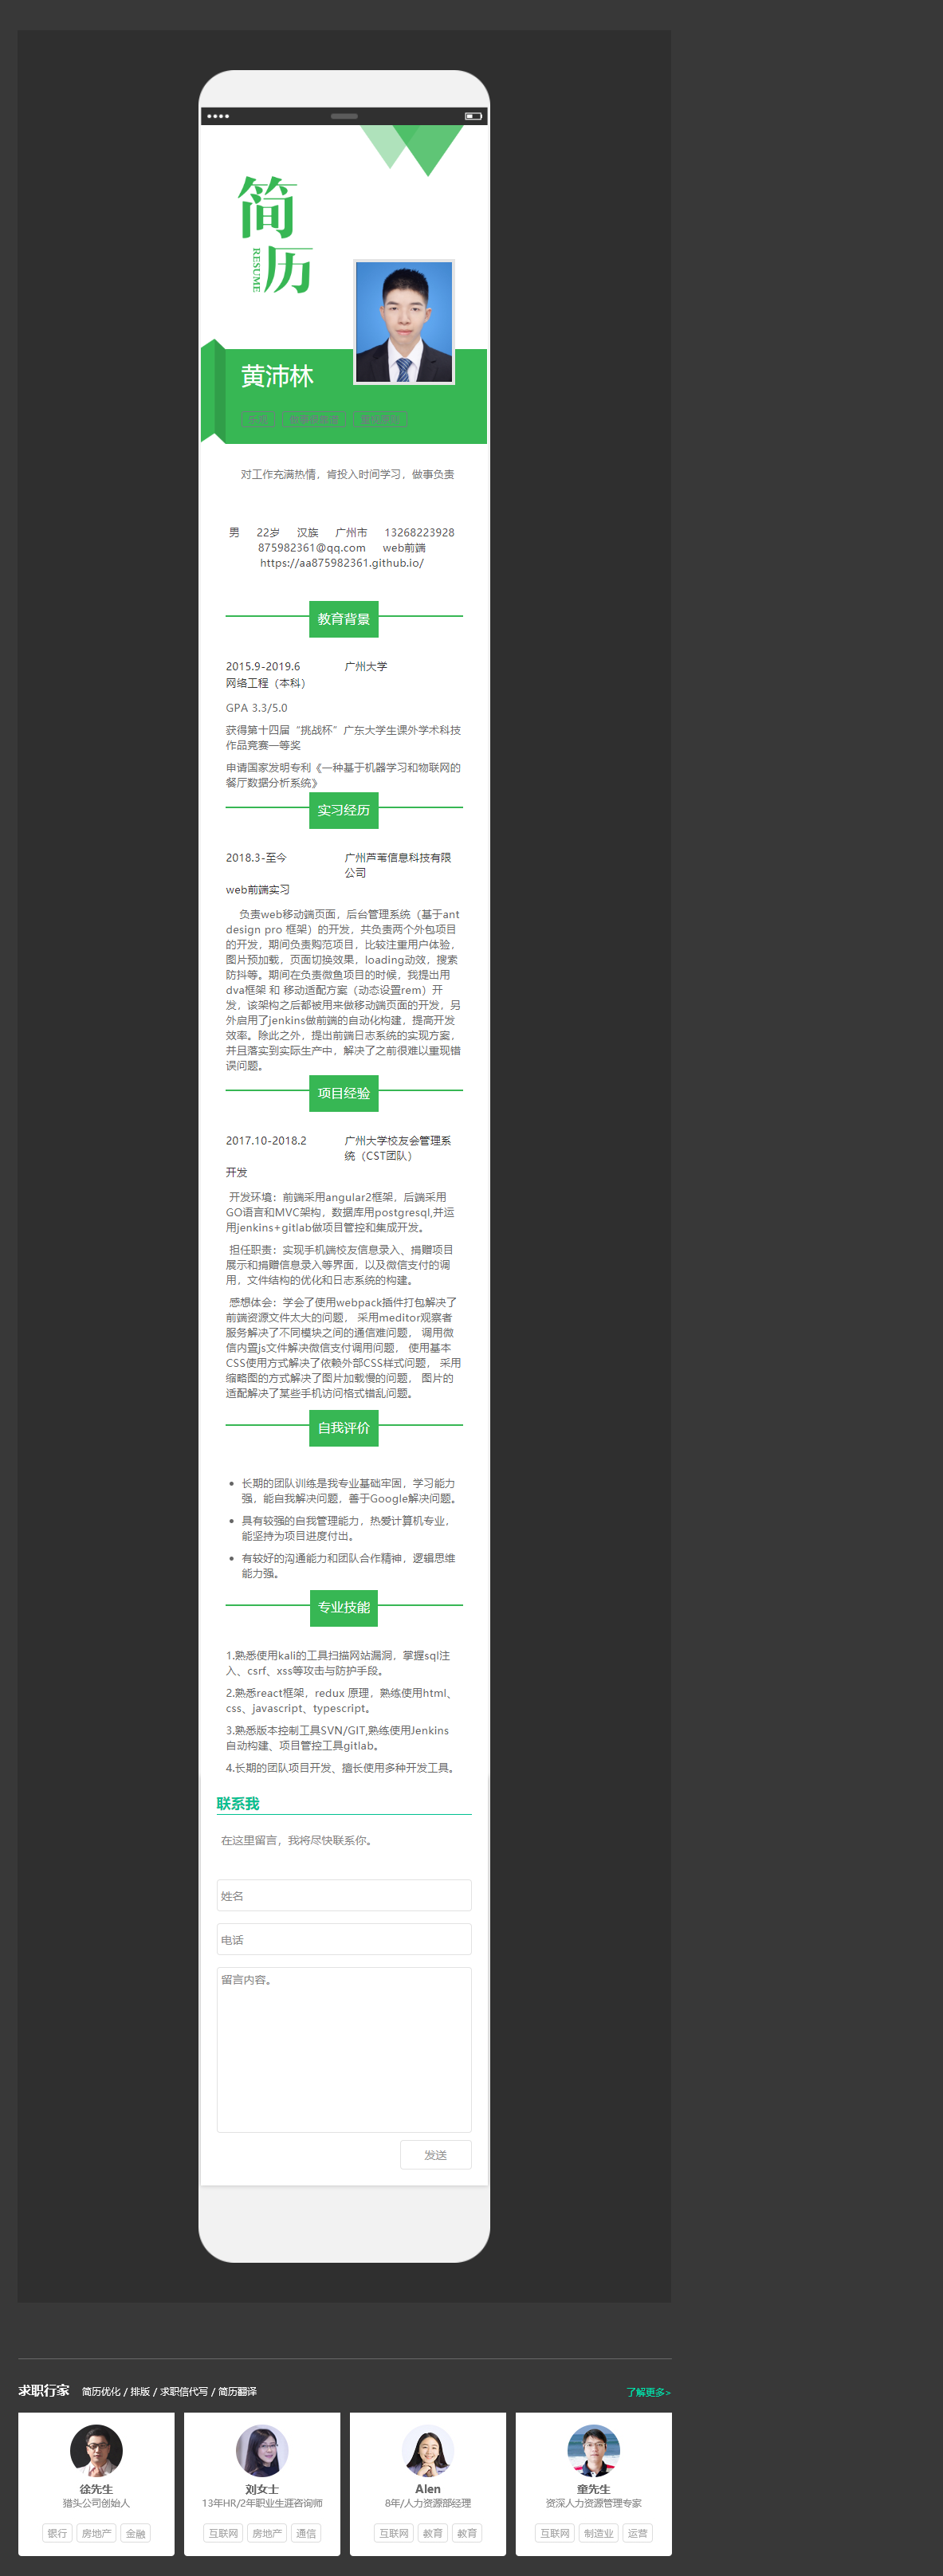 简
历
RESUME
黄沛林
乐观
做事很细心
对工作充满热情，肯投入时间学习，做事负责
男 22岁 汉族 广州市 13268223928
875982361@qq.com web前端
https://aa875982361.github.io/
教育背景
2015.9-2019.6 广州大学
网络工程（本科）
GPA 3.3/5.0
获得第十四届“挑战杯”广东大学生课外学术科技
作品竞赛一等奖
申请国家发明专利《一种基于机器学习和物联网的
餐厅数据分析系统》
实习经历
2018.3-至今 广州芦苇信息科技有限
公司
web前端实习
负责web移动端页面，后台管理系统（基于ant
design pro 框架）的开发，共负责两个外包项目
的开发，期间负责购范项目，比较注重用户体验，
图片预加载，页面切换效果，loading动效，搜索
防抖等。期间在负责微鱼项目的时候，我提出用
dva框架 和 移动适配方案（动态设置rem）开
发，该架构之后都被用来做移动端页面的开发，另
外启用了jenkins做前端的自动化构建，提高开发
效率。除此之外，提出前端日志系统的实现方案，
并且落实到实际生产中，解决了之前很难以重现错
误问题。
项目经验
2017.10-2018.2 广州大学校友会管理系
统（CST团队）
开发
开发环境：前端采用angular2框架，后端采用
GO语言和MVC架构，数据库用postgresql,并运
用jenkins+gitlab做项目管控和集成开发。
担任职责：实现手机端校友信息录入、捐赠项目
展示和捐赠信息录入等界面，以及微信支付的调
用，文件结构的优化和日志系统的构建。
感想体会：学会了使用webpack插件打包解决了
前端资源文件太大的问题， 采用meditor观察者
服务解决了不同模块之间的通信难问题， 调用微
信内置js文件解决微信支付调用问题， 使用基本
CSS使用方式解决了依赖外部CSS样式问题， 采用
缩略图的方式解决了图片加载慢的问题， 图片的
适配解决了某些手机访问格式错乱问题。
自我评价
• 长期的团队训练是我专业基础牢固，学习能力
强，能自我解决问题，善于Google解决问题。
• 具有较强的自我管理能力，热爱计算机专业，
能坚持为项目进度付出。
• 有较好的沟通能力和团队合作精神，逻辑思维
能力强。
专业技能
1.熟悉使用kali的工具扫描网站漏洞，掌握sql注
入、csrf、xss等攻击与防护手段。
2.熟悉react框架，redux 原理，熟练使用html、
css、javascript、typescript。
3.熟悉版本控制工具SVN/GIT,熟练使用Jenkins
自动构建、项目管控工具gitlab。
4.长期的团队项目开发、擅长使用多种开发工具。
联系我
在这里留言，我将尽快联系你。
姓名
电话
留言内容。
发送
求职行家 简历优化 / 排版 / 求职信代写 / 简历翻译 了解更多>
徐先生
猎头公司创始人
银行 房地产 金融
刘女士
13年HR/2年职业生涯咨询师
互联网 房地产 通信
Alen
8年/人力资源部经理
互联网 教育 教育
童先生
资深人力资源管理专家
互联网 制造业 运营